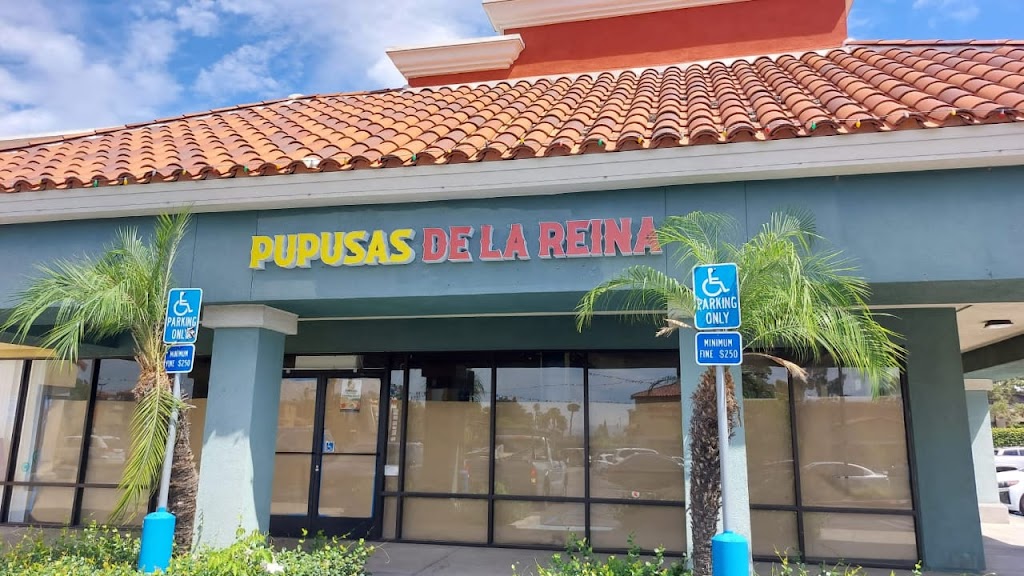 PUPUSAS DE LA REINA
PARKING
ONLY
MINIMUM
FINE $250
PARKING
ONLY
MINIMUM
FINE $250